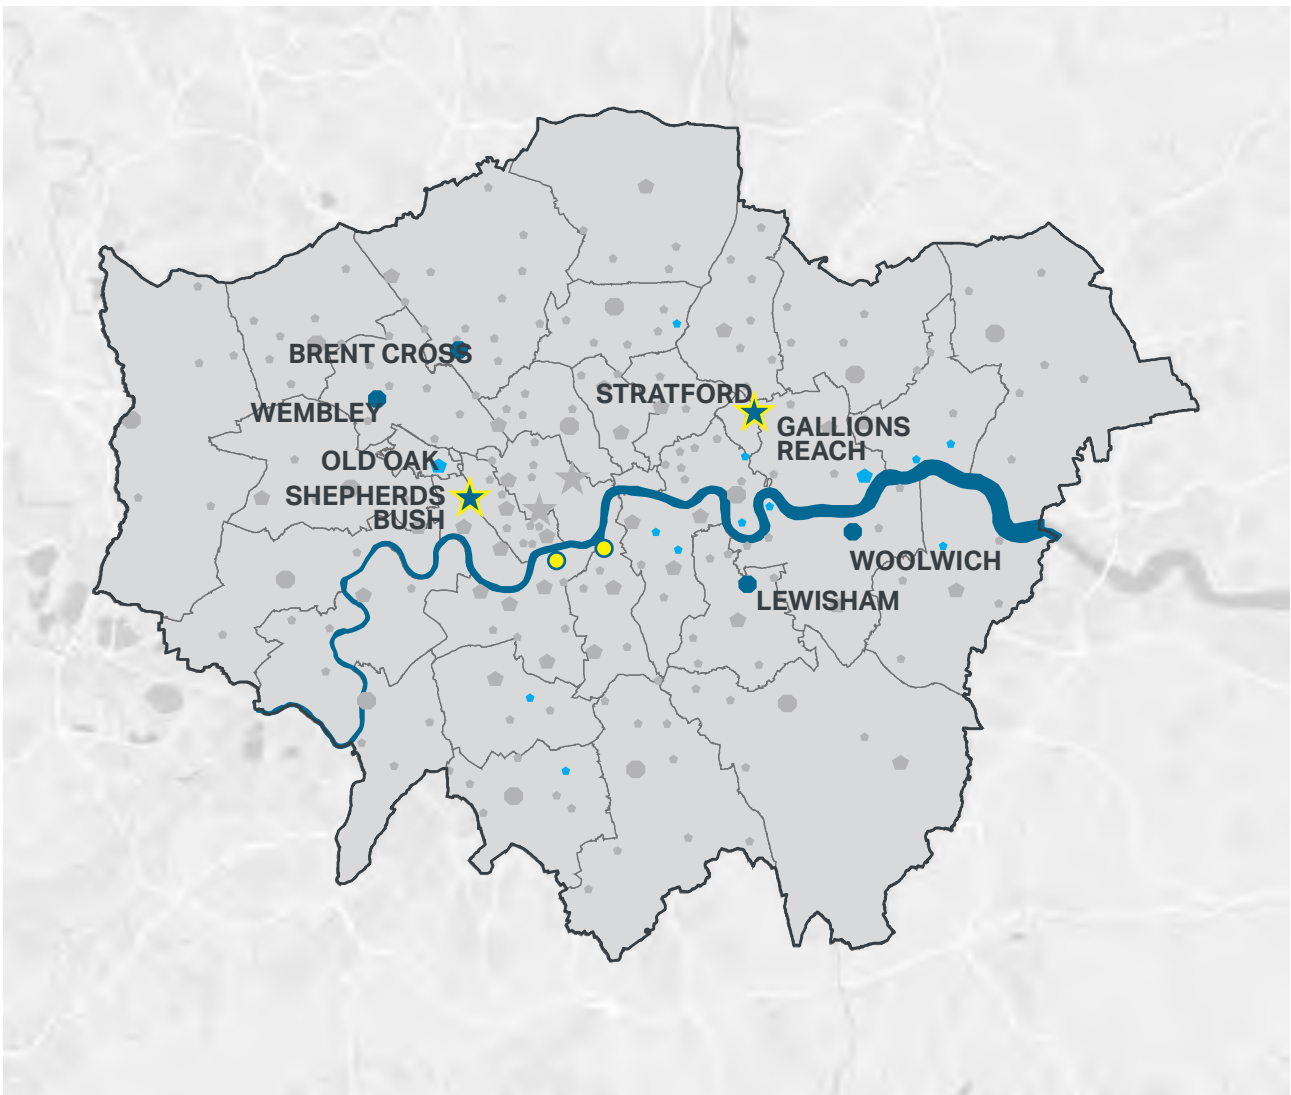 BRENT CROSS
STRATFORD
WEMBLEY
GALLIONS
REACH
OLD OAK
SHEPHERDS
BUSH
WOOLWICH
LEWISHAM